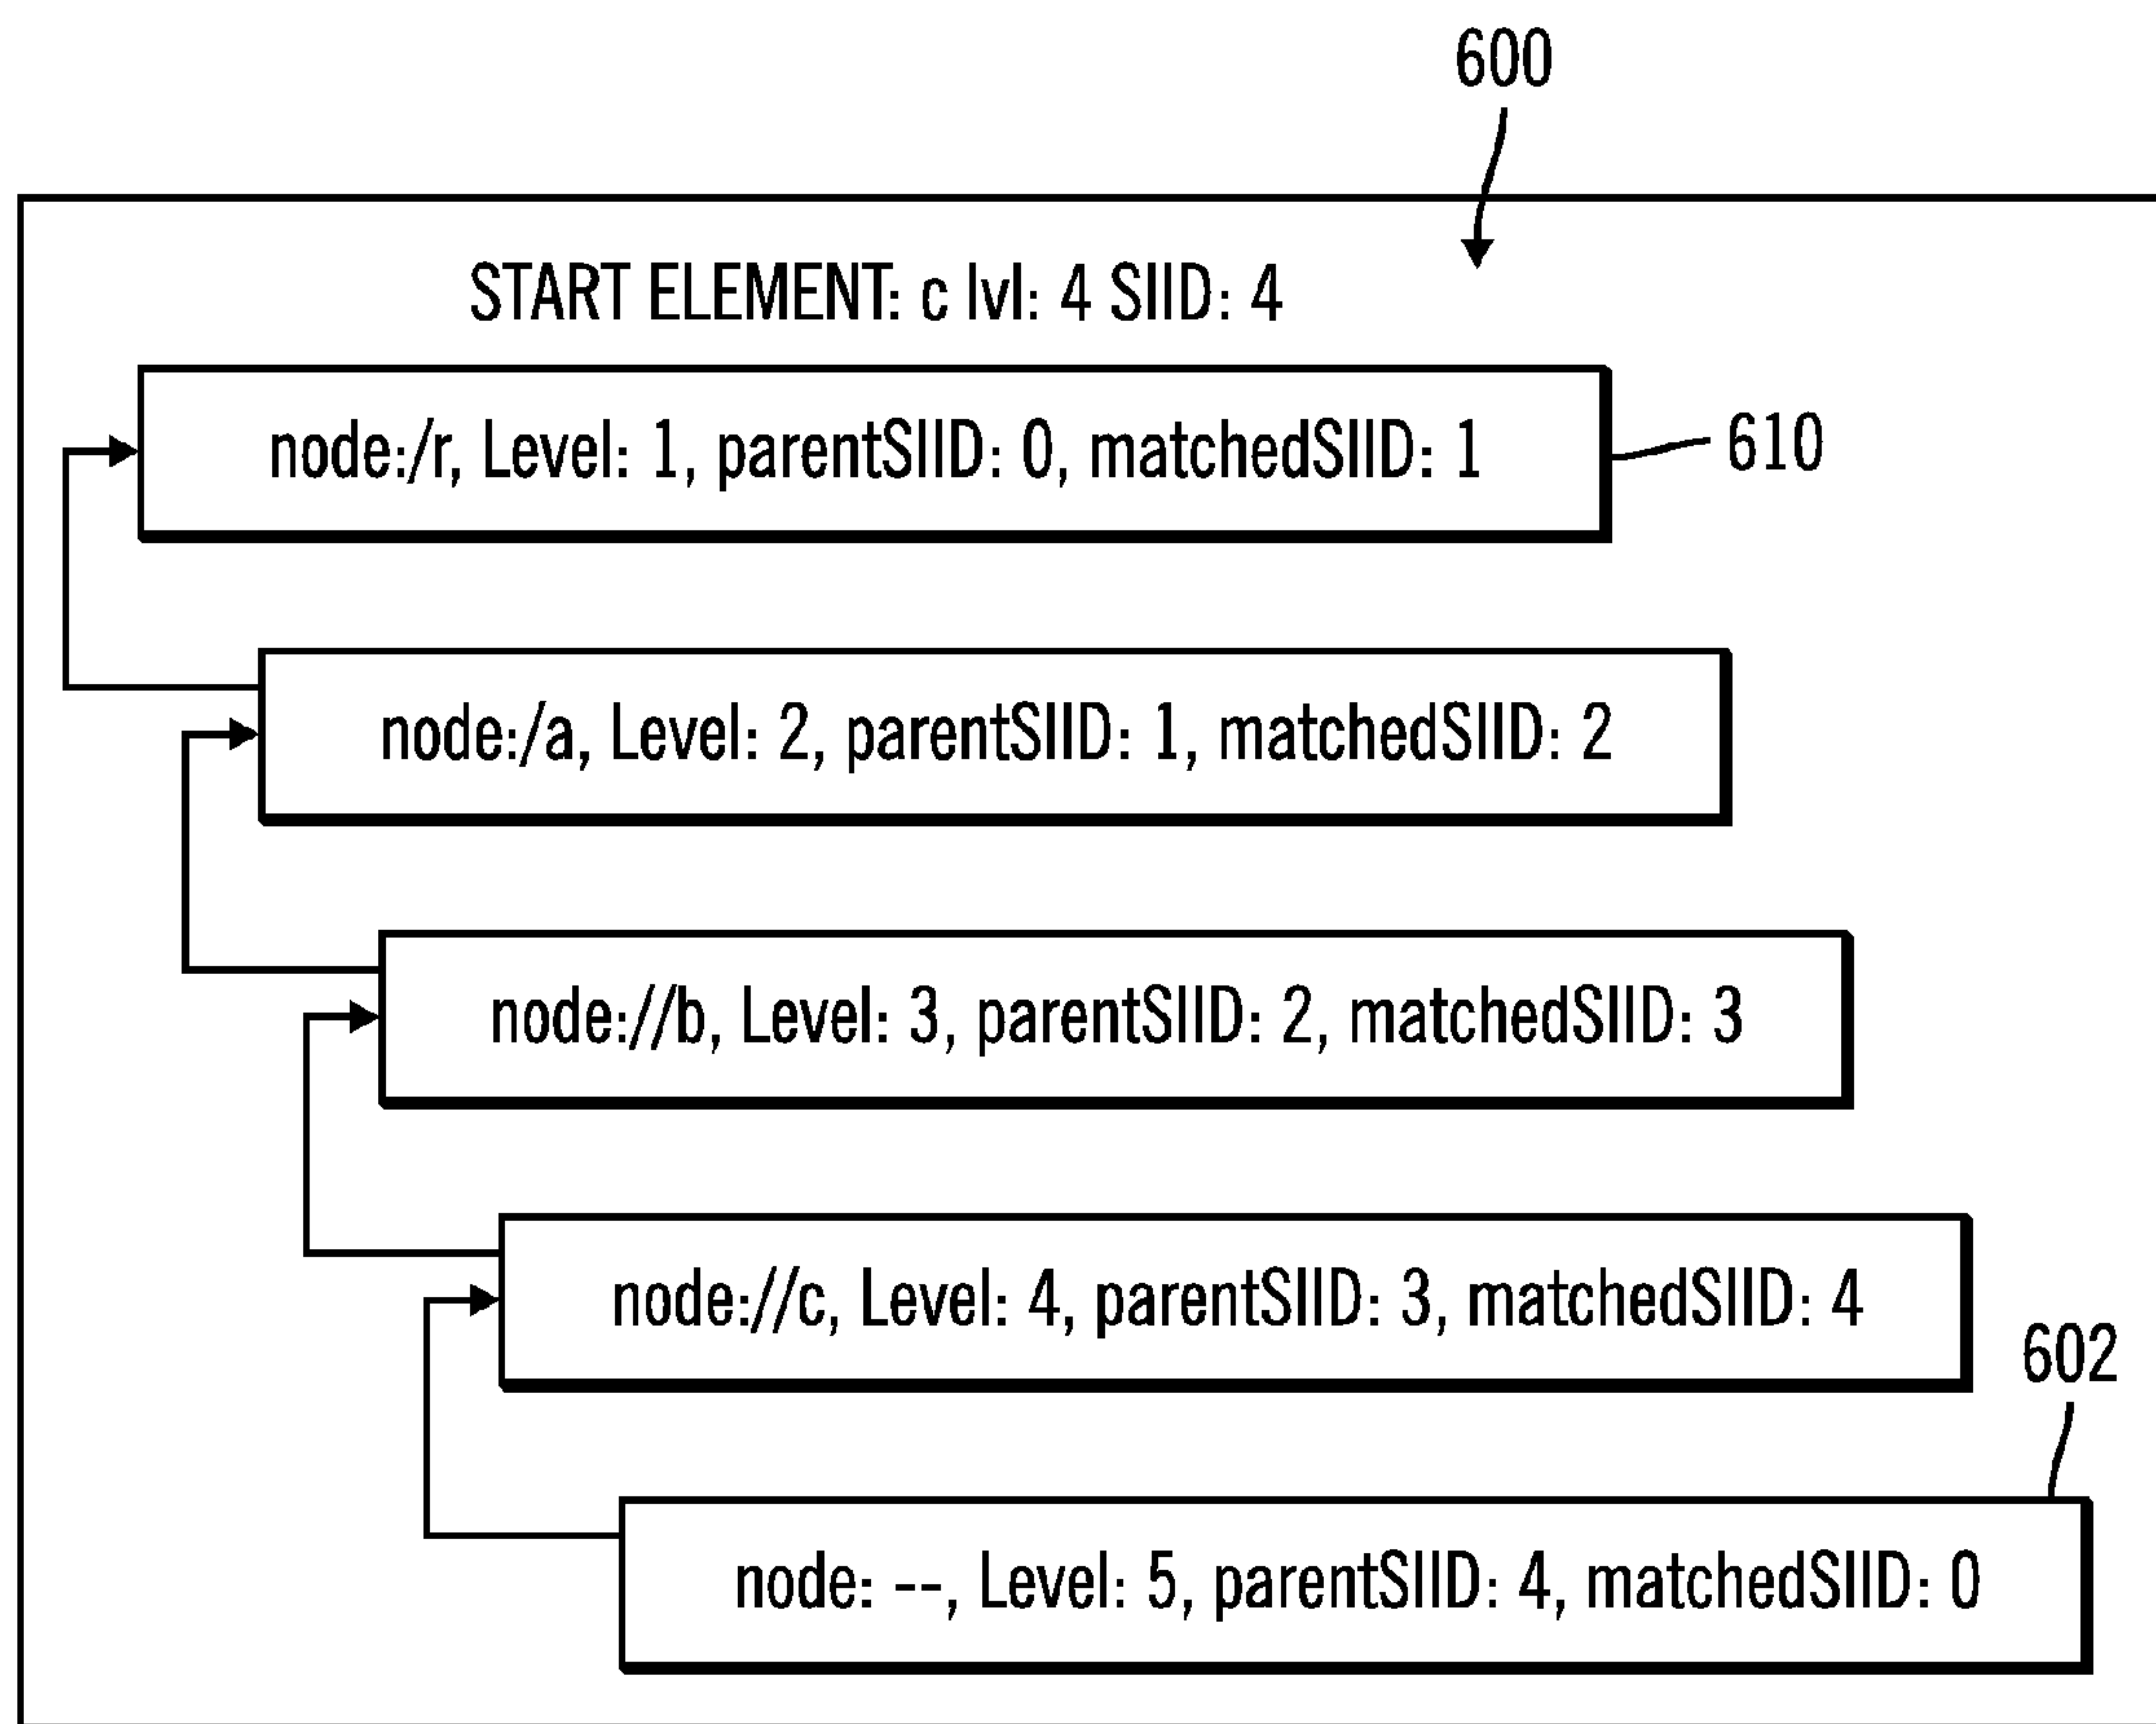 600
START ELEMENT: c lvl: 4 SIID: 4
node:/r, Level: 1, parentSIID: 0, matchedSIID: 1
610
node:/a, Level: 2, parentSIID: 1, matchedSIID: 2
node://b, Level: 3, parentSIID: 2, matchedSIID: 3
node://c, Level: 4, parentSIID: 3, matchedSIID: 4
602
node: --, Level: 5, parentSIID: 4, matchedSIID: 0